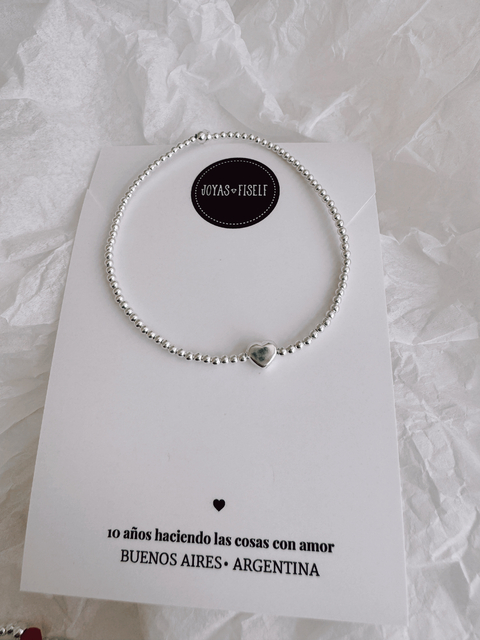 JOYAS♥FISELF
♥
10 años haciendo las cosas con amor
BUENOS AIRES • ARGENTINA